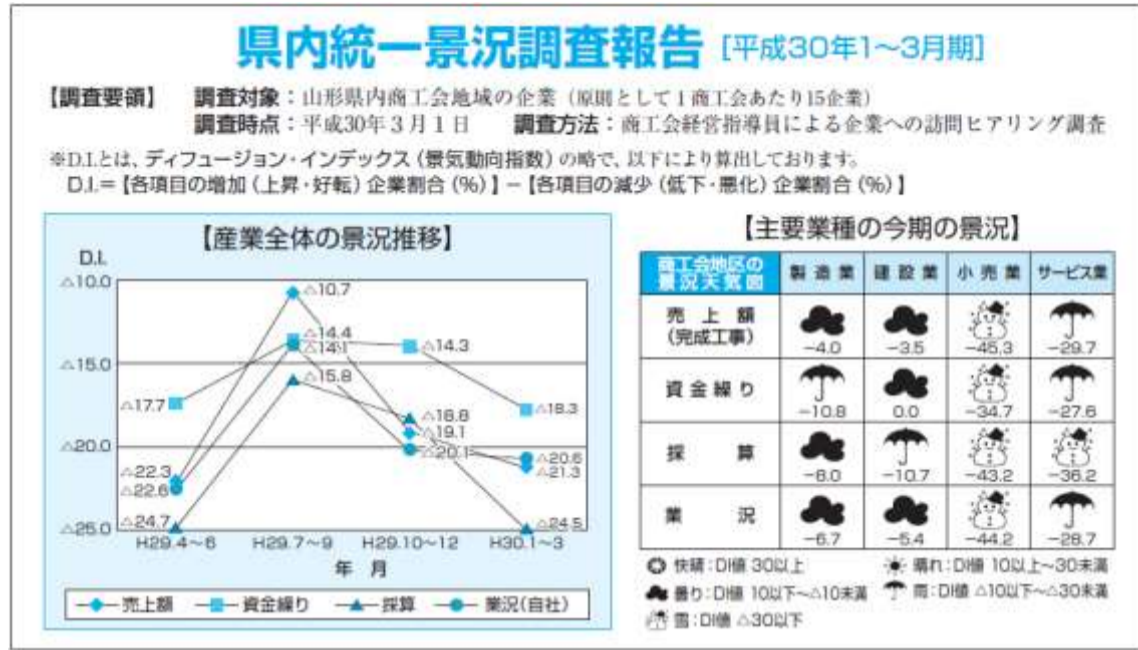 県内統一景況調査報告［平成30年1～3月期］
【調査要領】 調査対象：山形県内商工会地域の企業（原則として1商工会あたり15企業）
調査時点：平成30年3月1日 調査方法：商工会経営指導員による企業への訪問ヒアリング調査
※D.I.とは、ディフュージョン・インデックス（景気動向指数）の略で、以下により算出しております。
D.I.＝【各項目の増加（上昇・好転）企業割合（％）】－【各項目の減少（低下・悪化）企業割合（％）】
【産業全体の景況推移】
D.I.
△10.0
△15.0
△20.0
△25.0
△10.7
△14.4
△14.1
△14.3
△15.8
△17.7
△18.8
△18.3
△19.1
△20.1
△20.6
△21.3
△22.3
△22.6
△24.7
△24.5
H29.4～6 H29.7～9 H29.10～12 H30.1～3
年 月
売上額 資金繰り 採算 業況（自社）
【主要業種の今期の景況】
商工会地区の景況天気図 製造業 建設業 小売業 サービス業
売上額（完成工事） －4.0 －3.5 －45.3 －29.7
資金繰り －10.8 0.0 －34.7 －27.6
採算 －8.0 －10.7 －43.2 －36.2
業況 －6.7 －5.4 －44.2 －28.7
快晴：DI値 30以上 晴れ：DI値 10以上～30未満
曇り：DI値 10以下～△10未満 雨：DI値 △10以下～△30未満
雪：DI値 △30以下